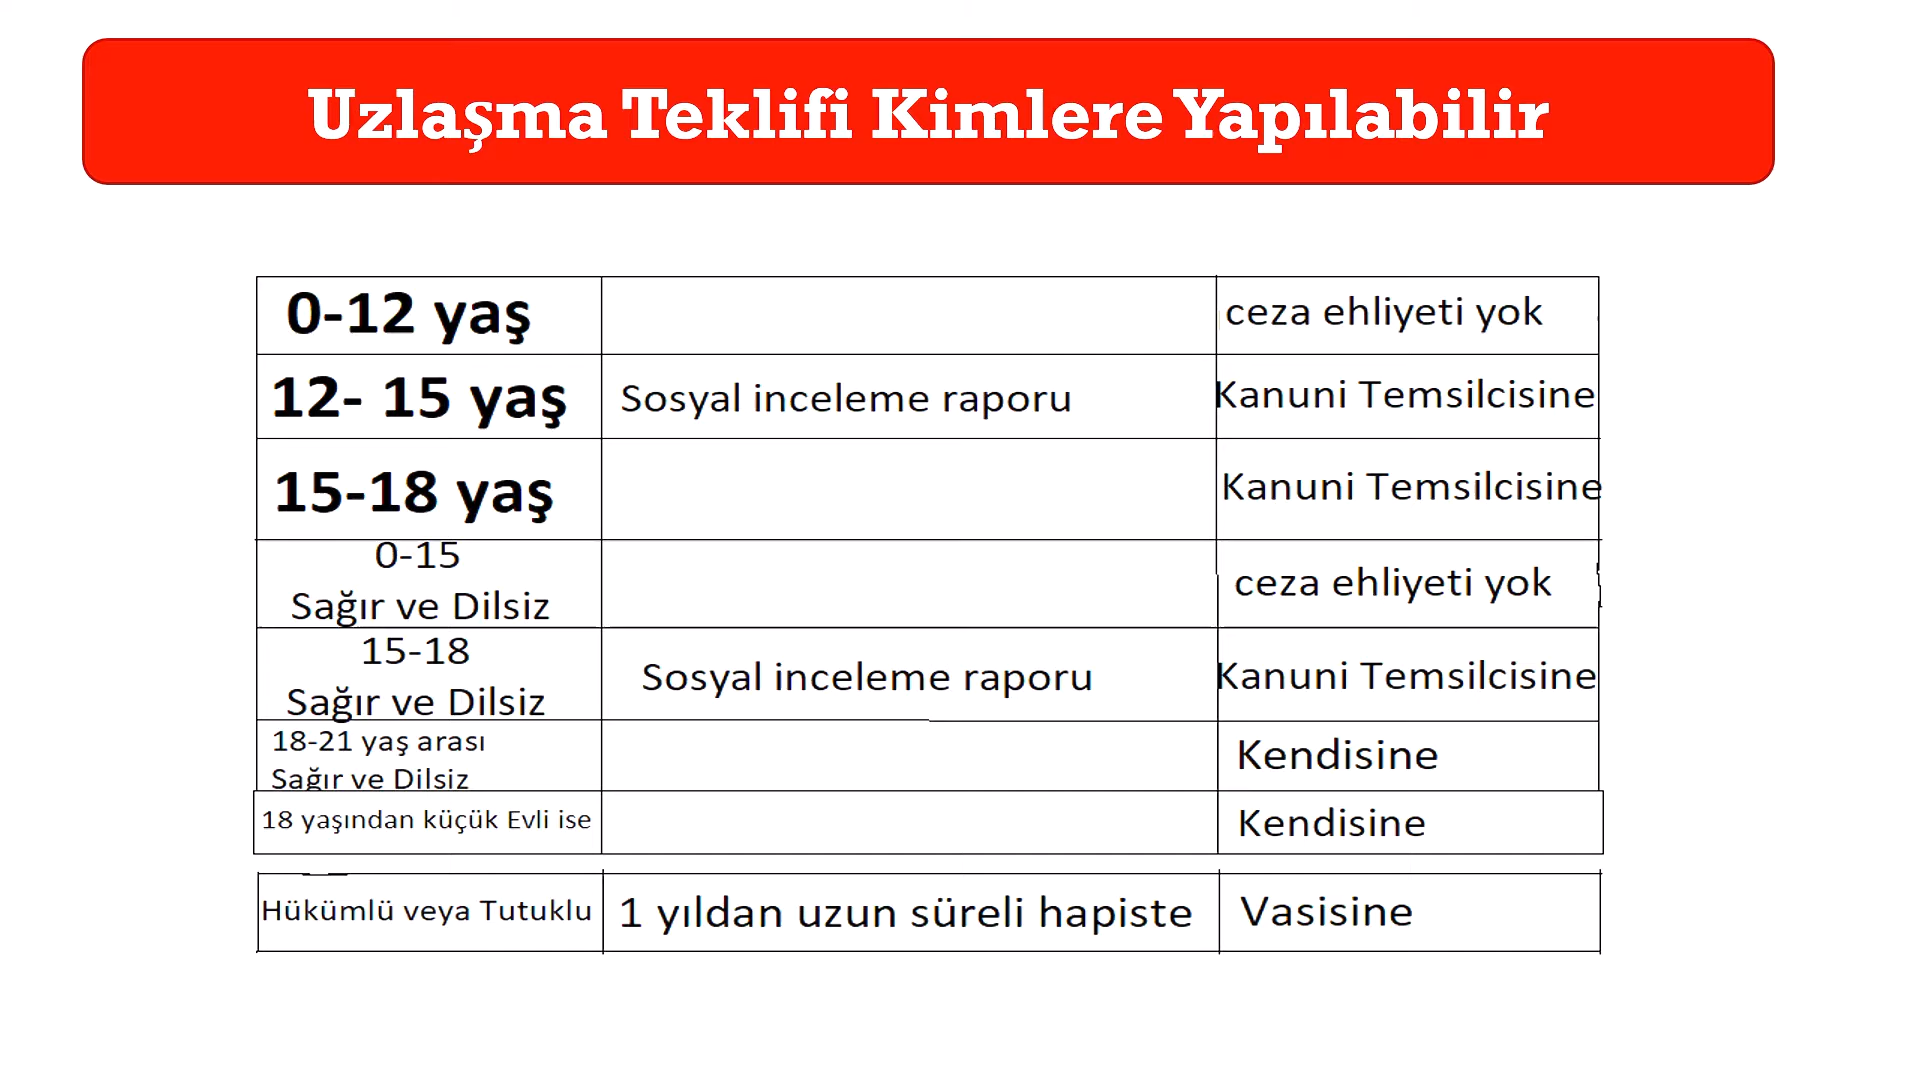 Uzlaşma Teklifi Kimlere Yapılabilir
0-12 yaş
ceza ehliyeti yok
12- 15 yaş
Sosyal inceleme raporu
Kanuni Temsilcisine
15-18 yaş
Kanuni Temsilcisine
0-15
Sağır ve Dilsiz
ceza ehliyeti yok
15-18
Sağır ve Dilsiz
Sosyal inceleme raporu
Kanuni Temsilcisine
18-21 yaş arası
Sağır ve Dilsiz
Kendisine
18 yaşından küçük Evli ise
Kendisine
Hükümlü veya Tutuklu
1 yıldan uzun süreli hapiste
Vasisine